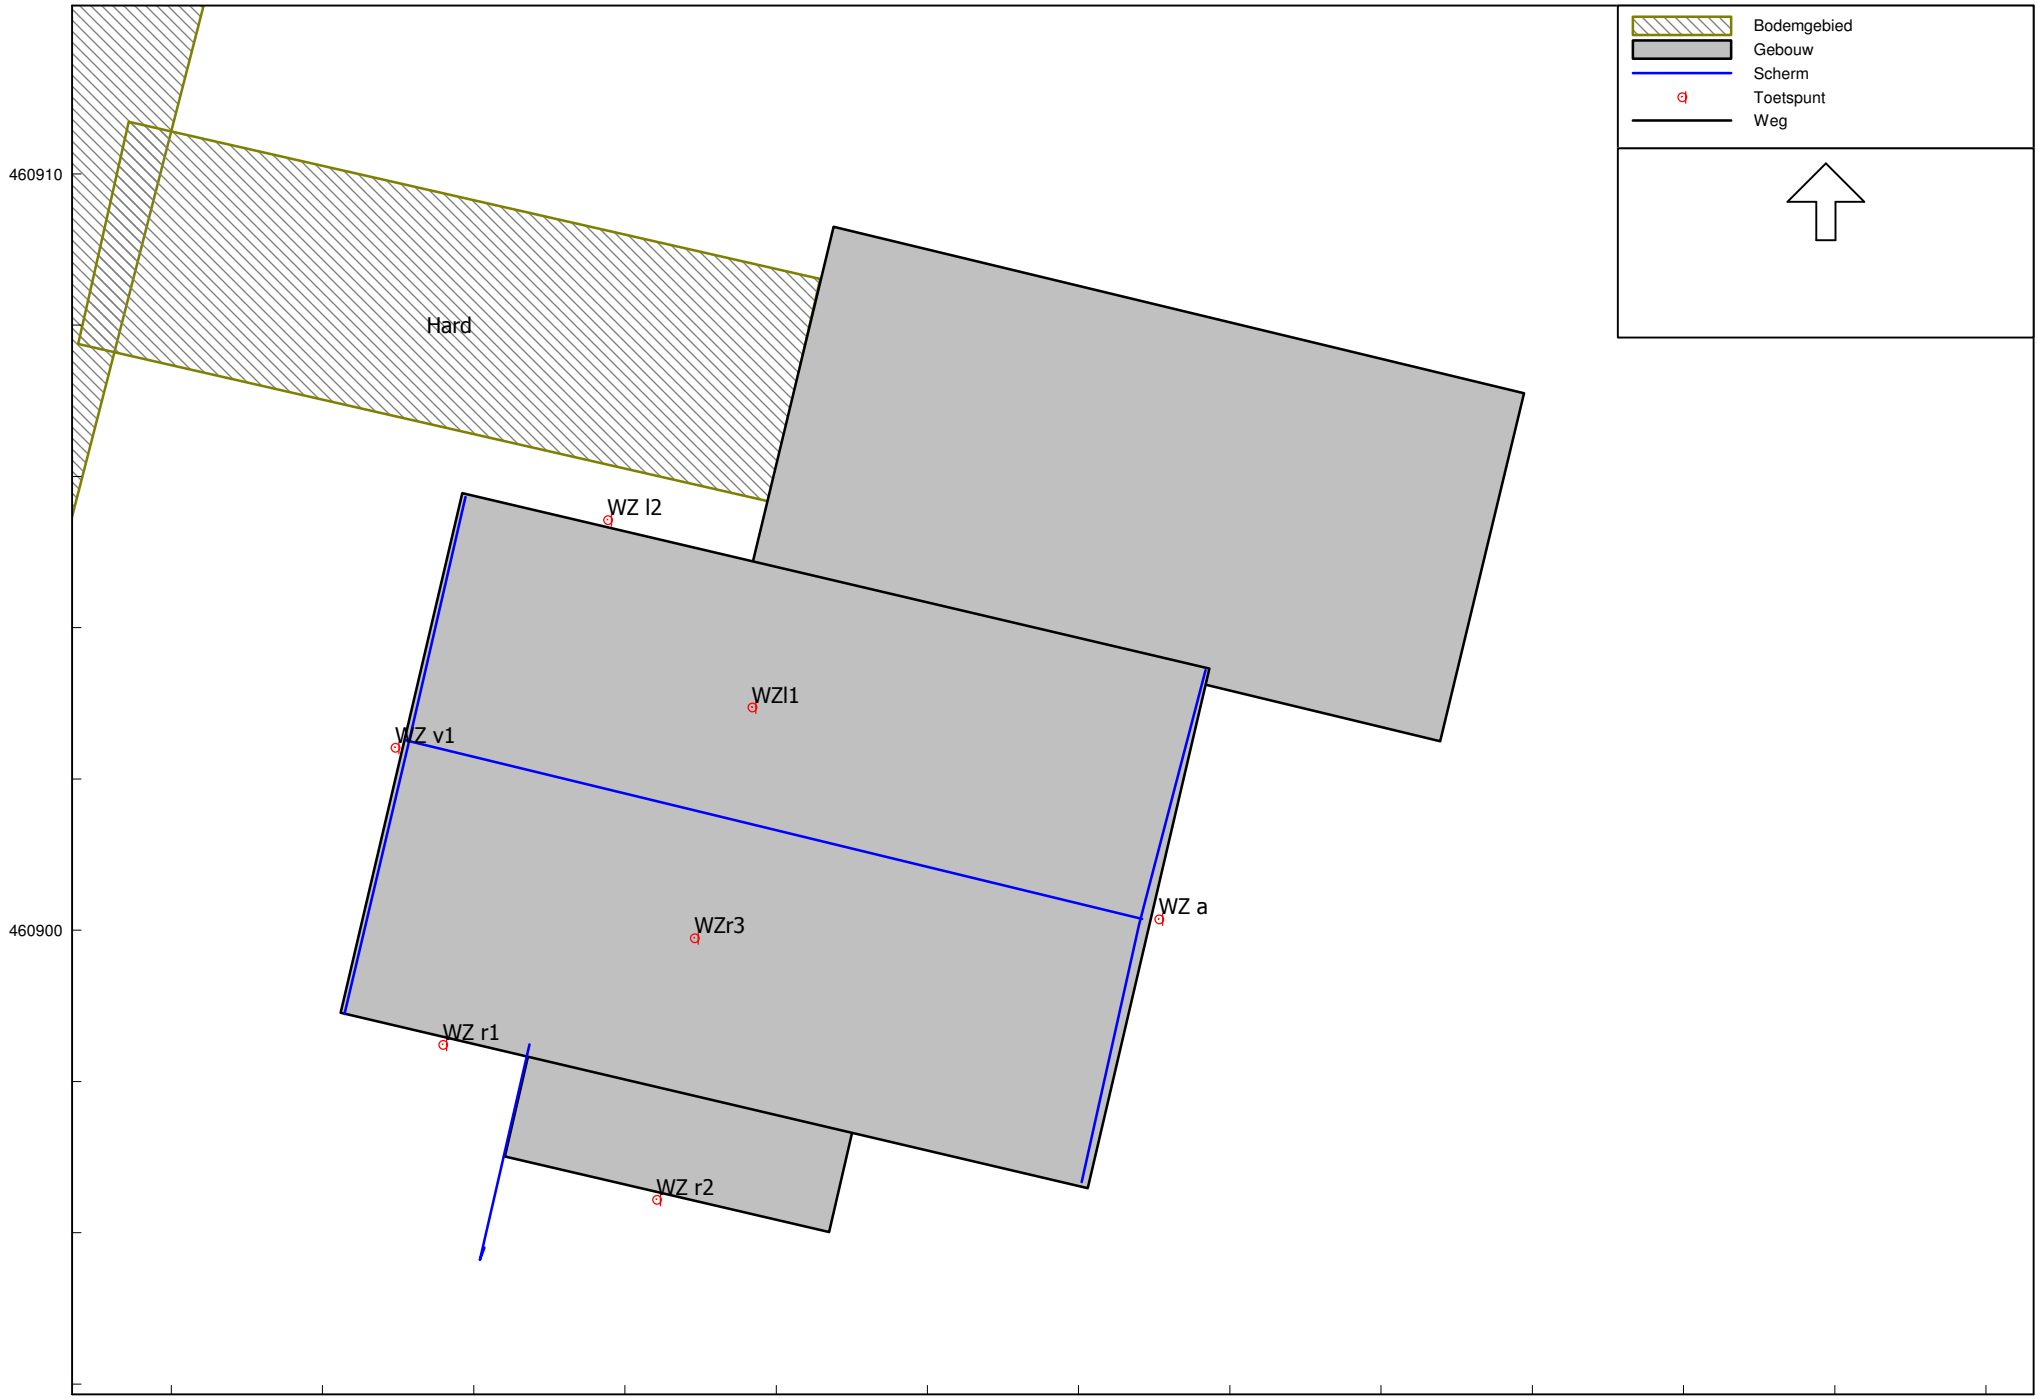 Bodemgebied
Gebouw
Scherm
Toetspunt
Weg
460910
Hard
WZ l2
WZl1
WZ v1
WZ a
460900
WZr3
WZ r1
WZ r2